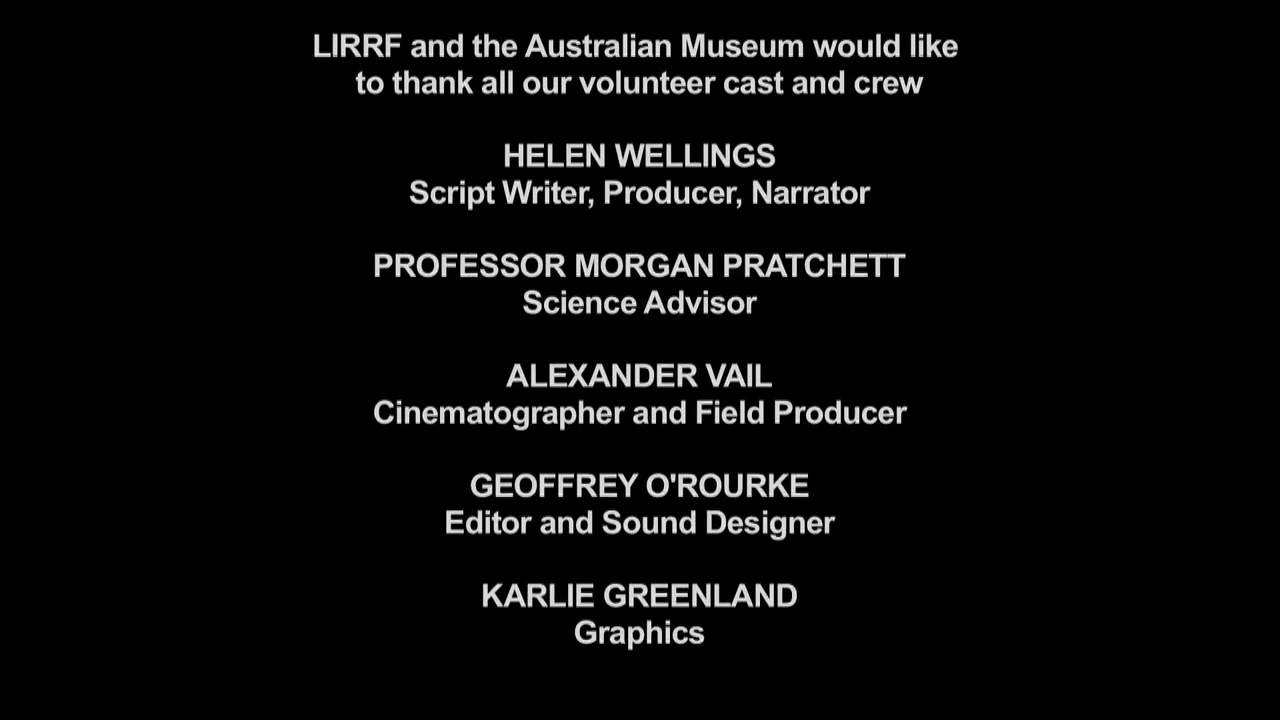 LIRRF and the Australian Museum would like
to thank all our volunteer cast and crew
HELEN WELLINGS
Script Writer, Producer, Narrator
PROFESSOR MORGAN PRATCHETT
Science Advisor
ALEXANDER VAIL
Cinematographer and Field Producer
GEOFFREY O'ROURKE
Editor and Sound Designer
KARLIE GREENLAND
Graphics